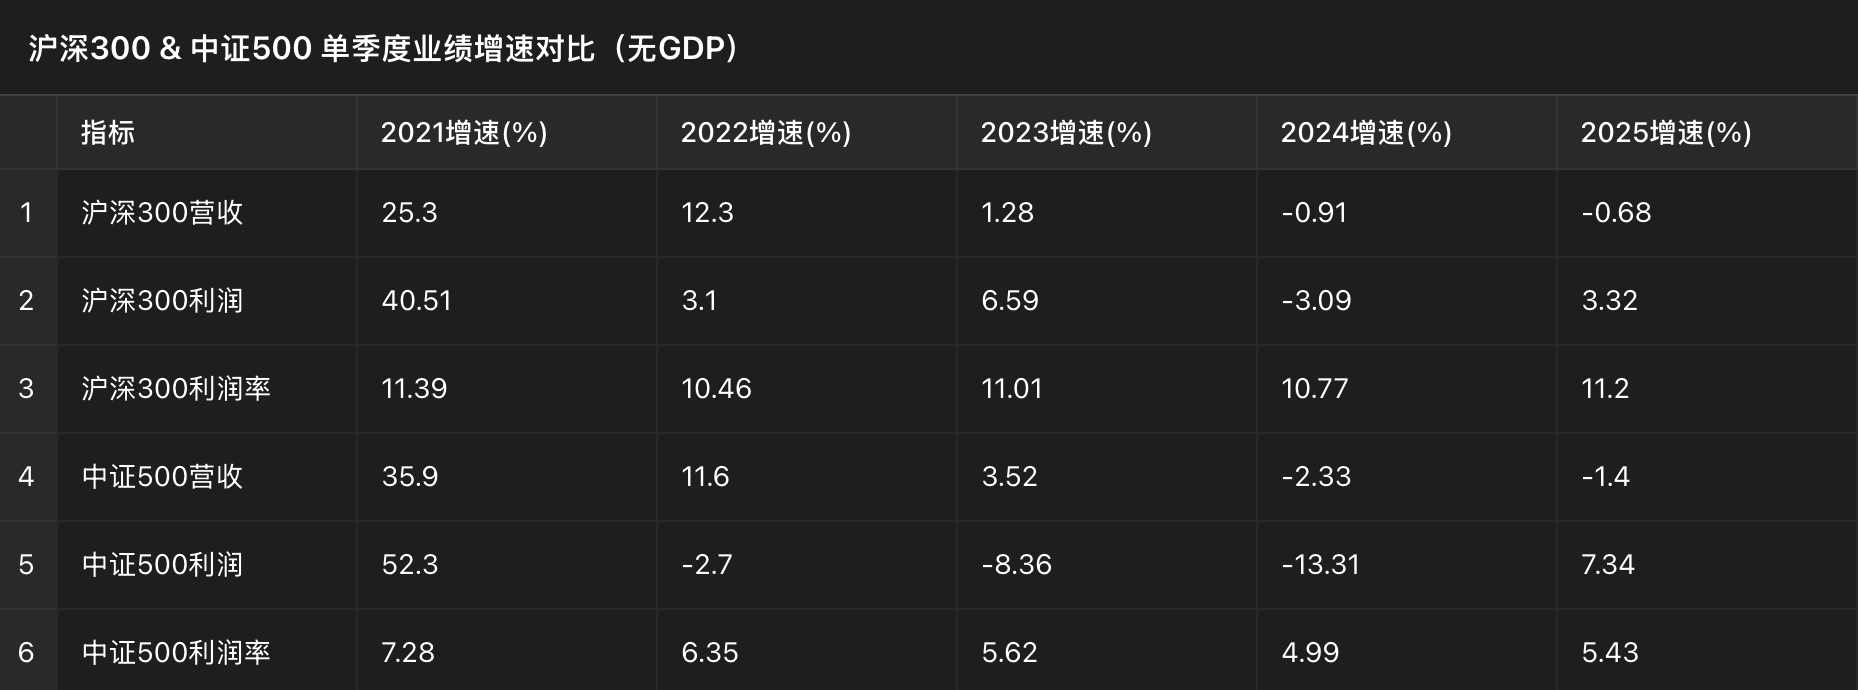 沪深300 & 中证500 单季度业绩增速对比（无GDP）
指标 2021增速(%) 2022增速(%) 2023增速(%) 2024增速(%) 2025增速(%)
1 沪深300营收 25.3 12.3 1.28 -0.91 -0.68
2 沪深300利润 40.51 3.1 6.59 -3.09 3.32
3 沪深300利润率 11.39 10.46 11.01 10.77 11.2
4 中证500营收 35.9 11.6 3.52 -2.33 -1.4
5 中证500利润 52.3 -2.7 -8.36 -13.31 7.34
6 中证500利润率 7.28 6.35 5.62 4.99 5.43